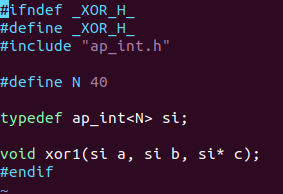 #ifndef _XOR_H_
#define _XOR_H_
#include "ap_int.h"
#define N 40
typedef ap_int<N> si;
void xor1(si a, si b, si* c);
#endif
~